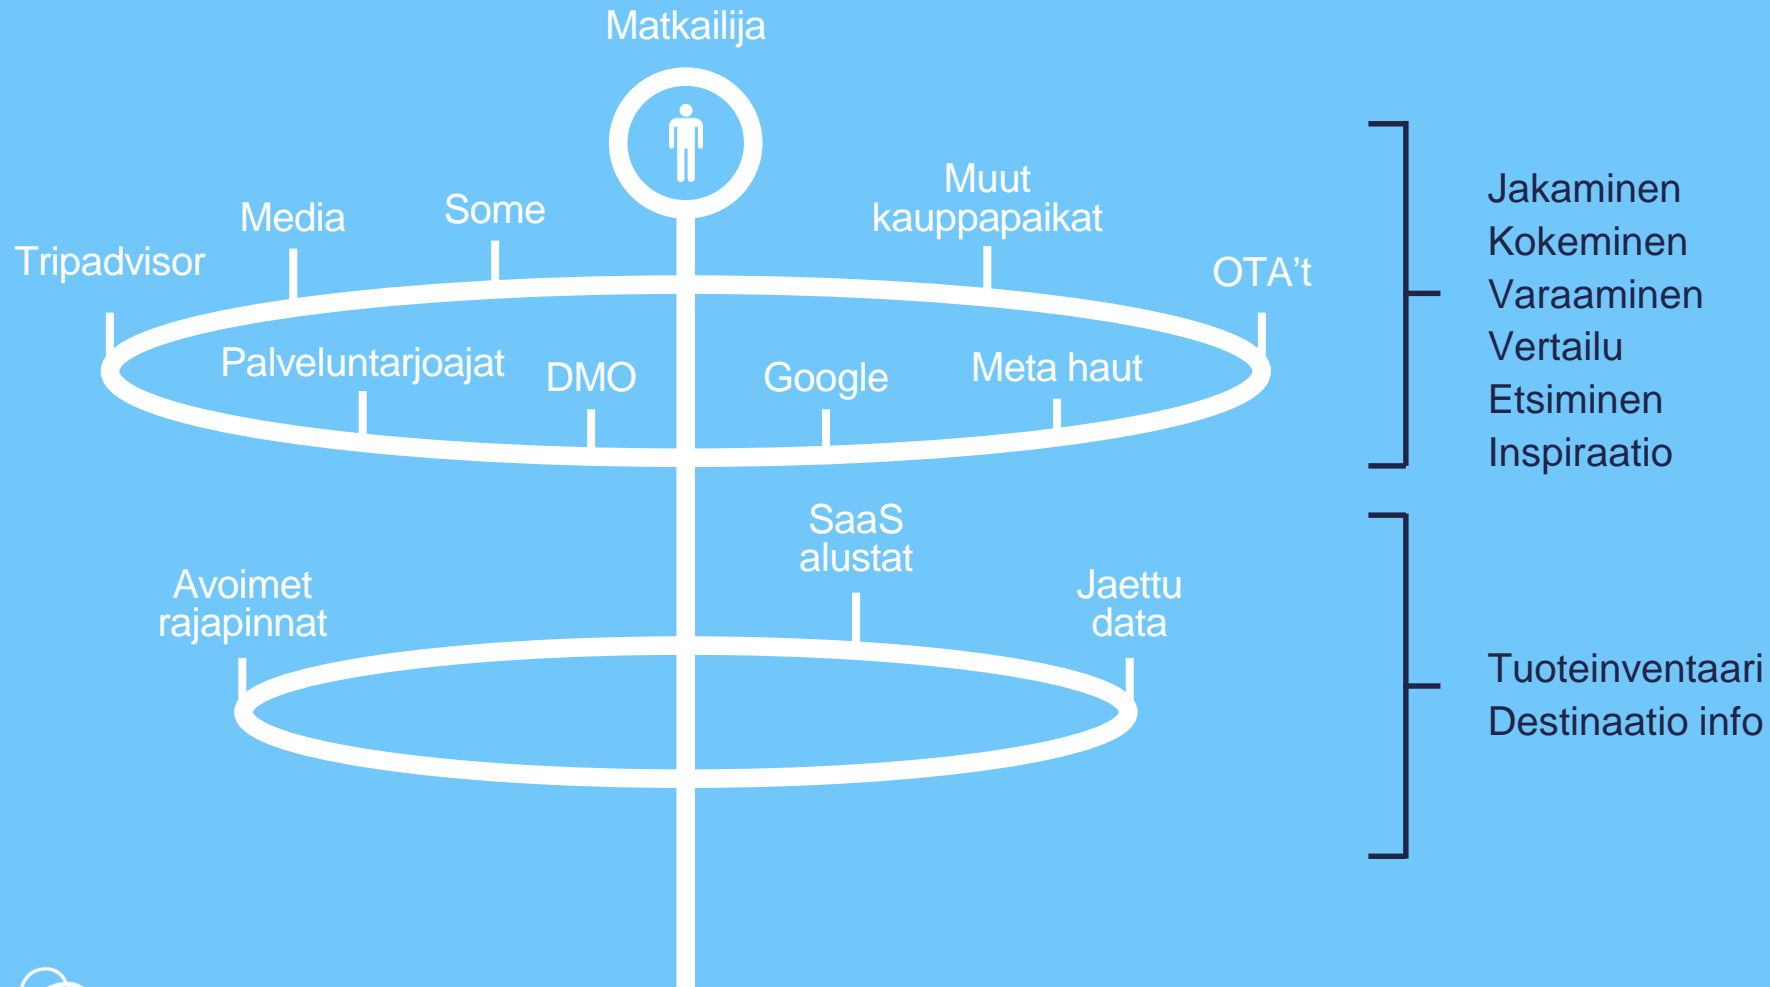 Matkailija
Tripadvisor
Media
Some
Muut
kauppapaikat
OTA't
Palveluntarjoajat
DMO
Google
Meta haut
Jakaminen
Kokeminen
Varaaminen
Vertailu
Etsiminen
Inspiraatio
Avoimet
rajapinnat
SaaS
alustat
Jaettu
data
Tuoteinventaari
Destinaatio info